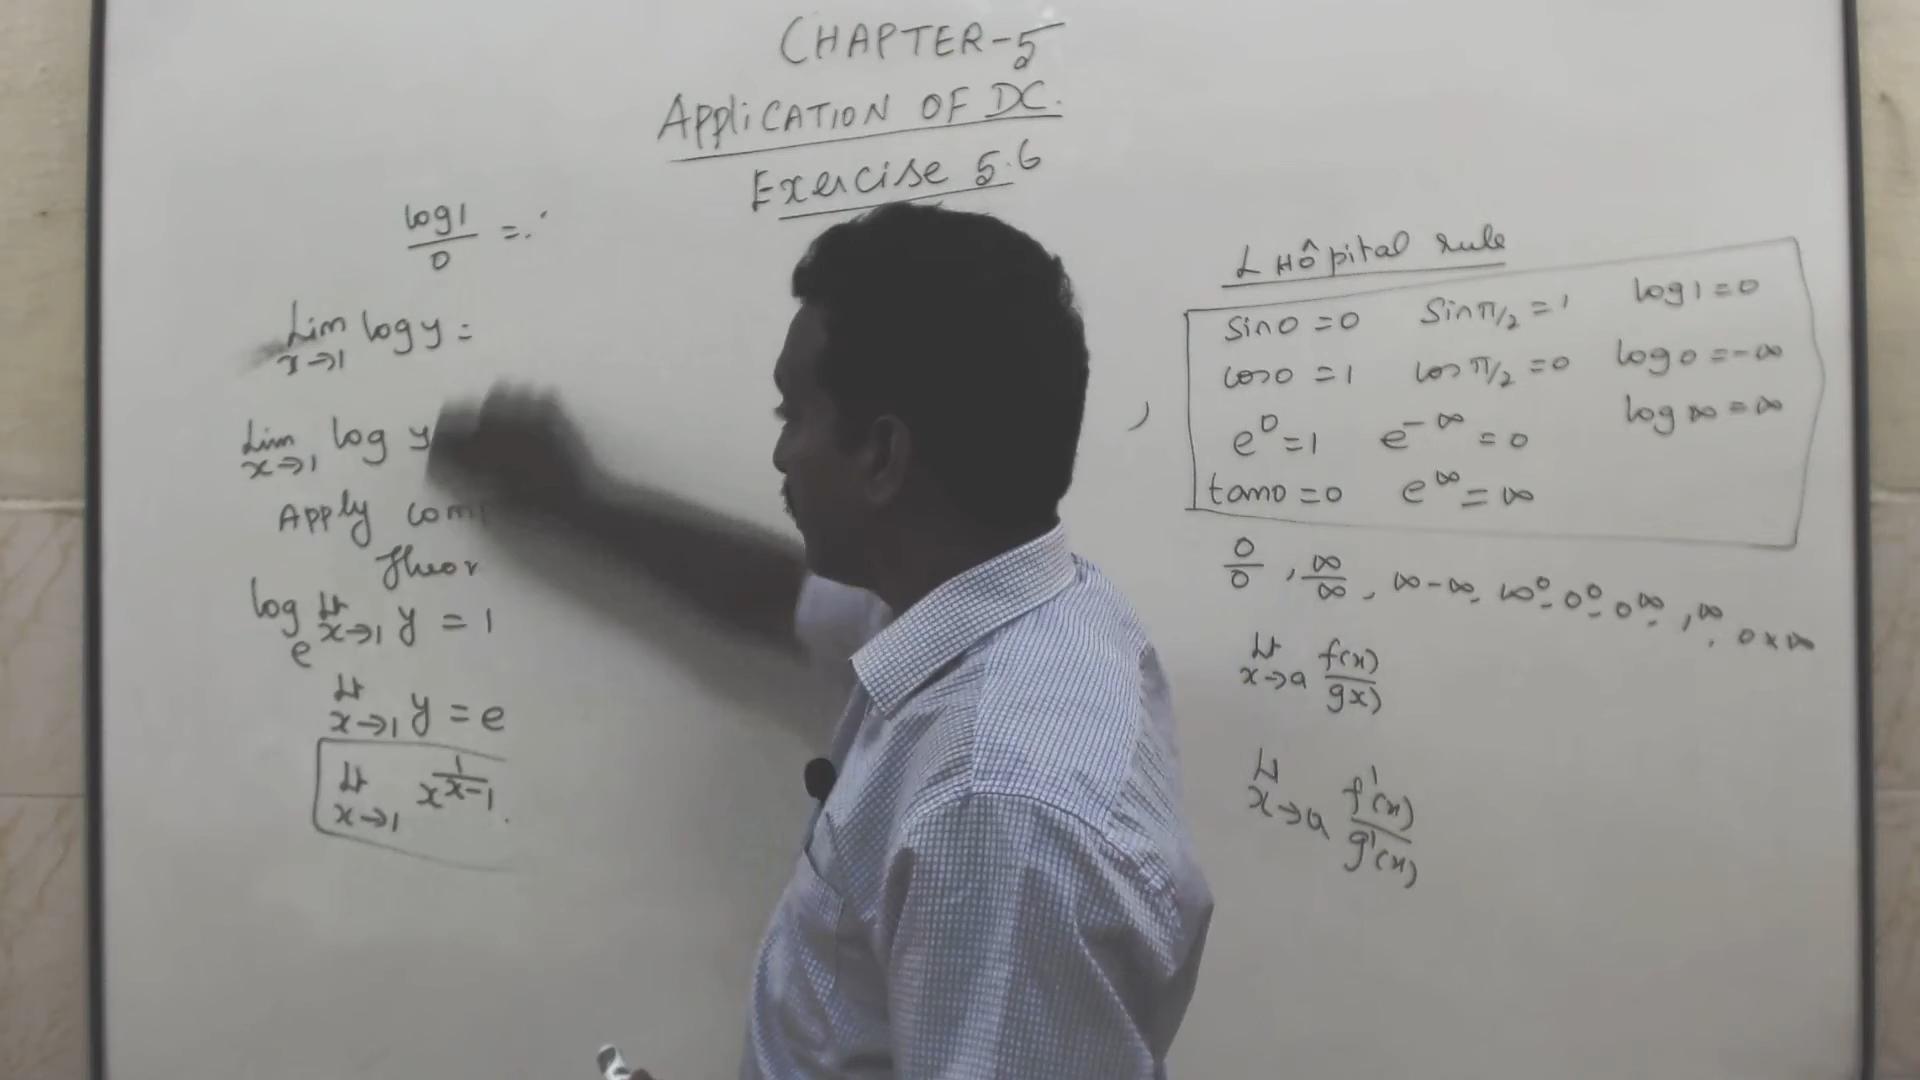 CHAPTER-5
APPLiCATION OF DC.
Exercise 5.6
log1/0 =
Lim x→1 log y =
Lim x→1 log y
Apply
log e Lt x→1 y = 1
Lt x→1 y = e
Lt x→1 x^(1/(x-1)).
L Hôpital rule
sin0 = 0 Sin π/2 = 1 log1 = 0
cos0 = 1 cos π/2 = 0 log0 = -∞
e^0 = 1 e^-∞ = 0 log ∞ = ∞
tan0 = 0 e^∞ = ∞
0/0, ∞/∞, ∞-∞, ∞^0, 0^0, 0^∞, 1^∞, 0×∞
Lt x→a f(x)/g(x)
Lt x→a f'(x)/g'(x)